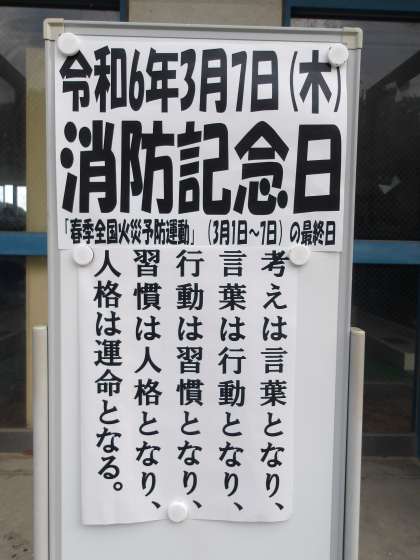 令和6年3月7日(木)
消防記念日
「春季全国火災予防運動」(3月1日～7日)の最終日
考えは言葉となり、
言葉は行動となり、
行動は習慣となり、
習慣は人格となり、
人格は運命となる。